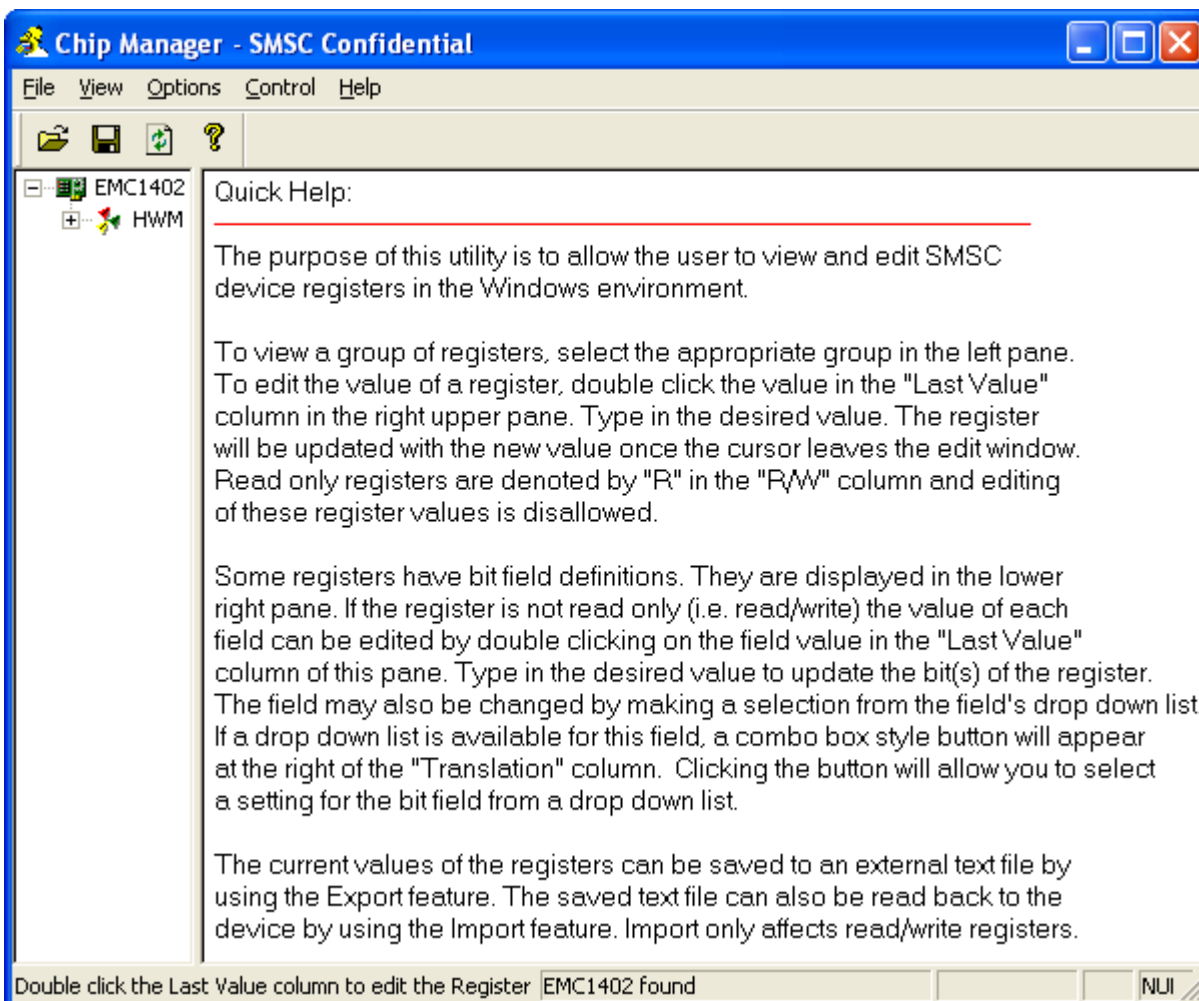 Chip Manager - SMSC Confidential
File View Options Control Help
EMC1402
HWM
Quick Help:
The purpose of this utility is to allow the user to view and edit SMSC
device registers in the Windows environment.
To view a group of registers, select the appropriate group in the left pane.
To edit the value of a register, double click the value in the "Last Value"
column in the right upper pane. Type in the desired value. The register
will be updated with the new value once the cursor leaves the edit window.
Read only registers are denoted by "R" in the "R/W" column and editing
of these register values is disallowed.
Some registers have bit field definitions. They are displayed in the lower
right pane. If the register is not read only (i.e. read/write) the value of each
field can be edited by double clicking on the field value in the "Last Value"
column of this pane. Type in the desired value to update the bit(s) of the register.
The field may also be changed by making a selection from the field's drop down list
If a drop down list is available for this field, a combo box style button will appear
at the right of the "Translation" column.  Clicking the button will allow you to select
a setting for the bit field from a drop down list.
The current values of the registers can be saved to an external text file by
using the Export feature. The saved text file can also be read back to the
device by using the Import feature. Import only affects read/write registers.
Double click the Last Value column to edit the Register EMC1402 found NUI